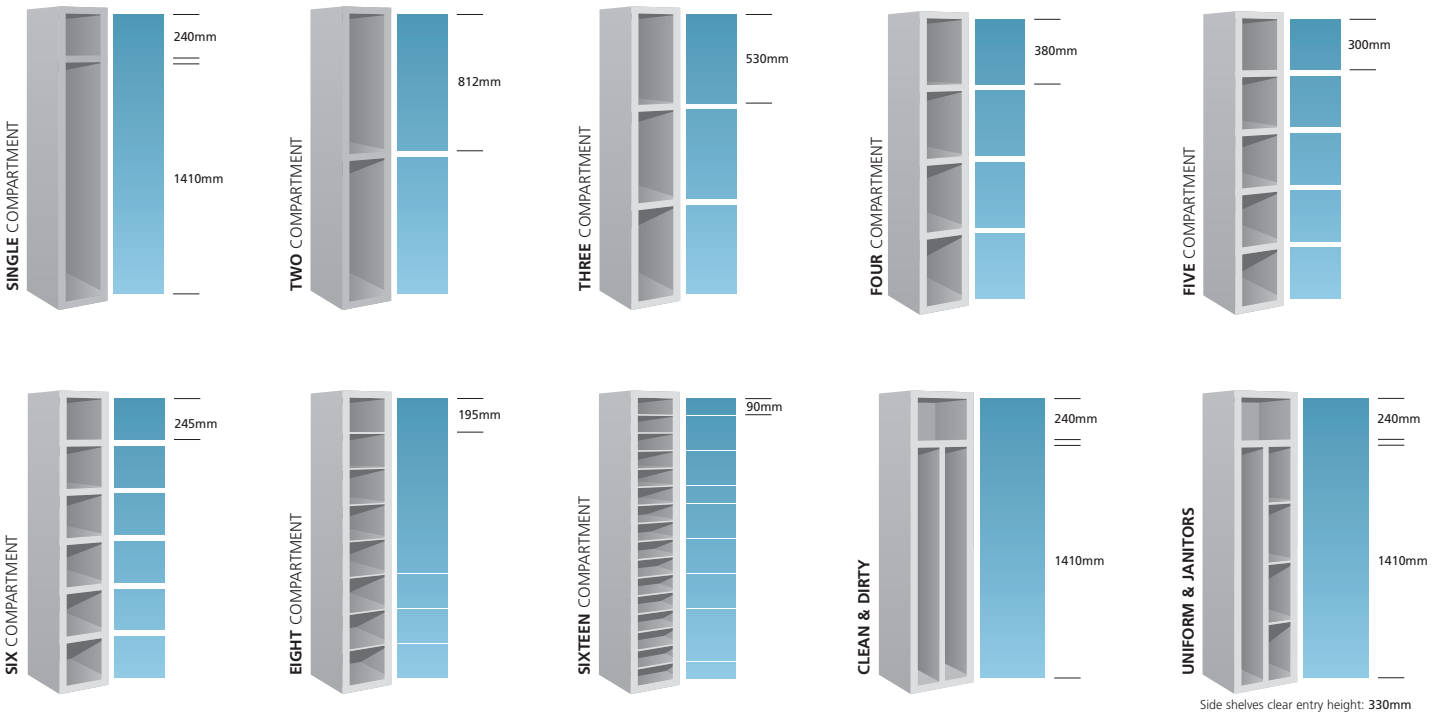 SINGLE COMPARTMENT
240mm
1410mm
TWO COMPARTMENT
812mm
THREE COMPARTMENT
530mm
FOUR COMPARTMENT
380mm
FIVE COMPARTMENT
300mm
SIX COMPARTMENT
245mm
EIGHT COMPARTMENT
195mm
SIXTEEN COMPARTMENT
90mm
CLEAN & DIRTY
240mm
1410mm
UNIFORM & JANITORS
240mm
1410mm
Side shelves clear entry height: 330mm